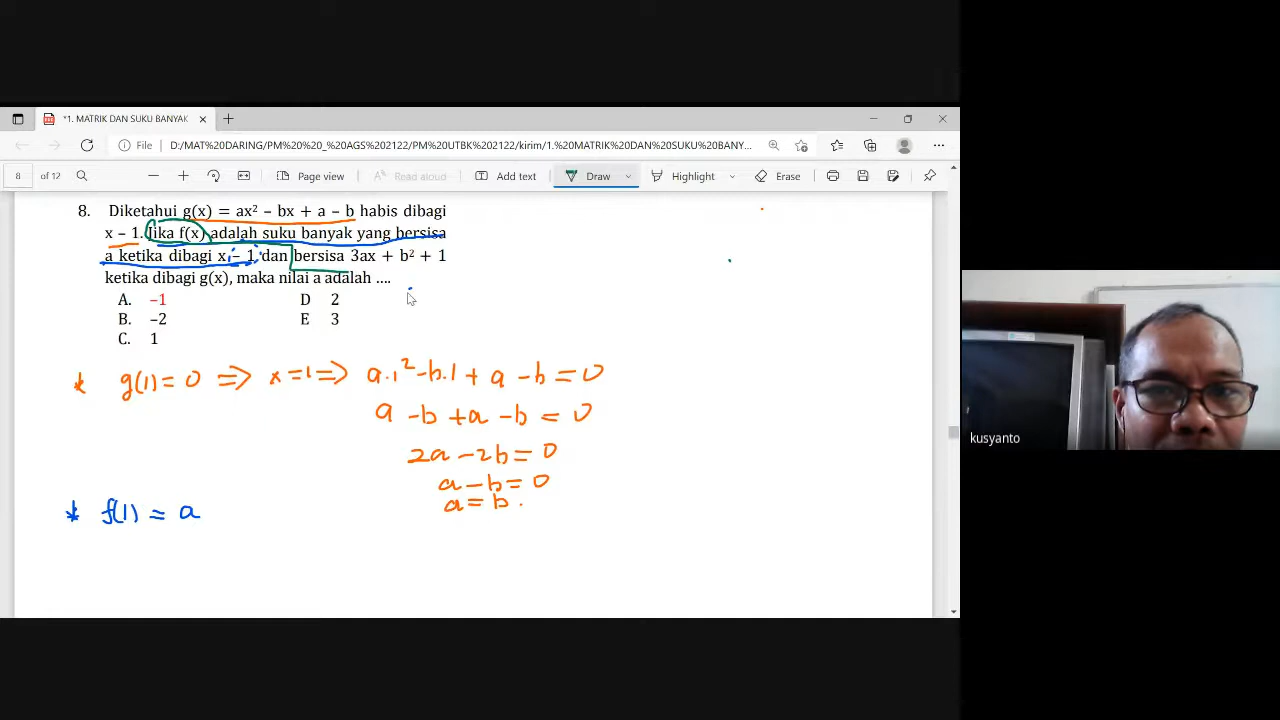 *1. MATRIK DAN SUKU BANYAK
File D:/MAT%20DARING/PM%20%20_%20AGS%202122/PM%20UTBK%202122/kirim/1.%20MATRIK%20DAN%20SUKU%20BANY...
8 of 12 Page view Read aloud Add text Draw Highlight Erase
8. Diketahui g(x) = ax² – bx + a – b habis dibagi
x – 1. Jika f(x) adalah suku banyak yang bersisa
a ketika dibagi x – 1, dan bersisa 3ax + b² + 1
ketika dibagi g(x), maka nilai a adalah ....
A. –1 D 2
B. –2 E 3
C. 1
* g(1) = 0 ⇒ x = 1 ⇒ a.1² – b.1 + a – b = 0
a – b + a – b = 0
2a – 2b = 0
a – b = 0
a = b.
* f(1) = a
kusyanto